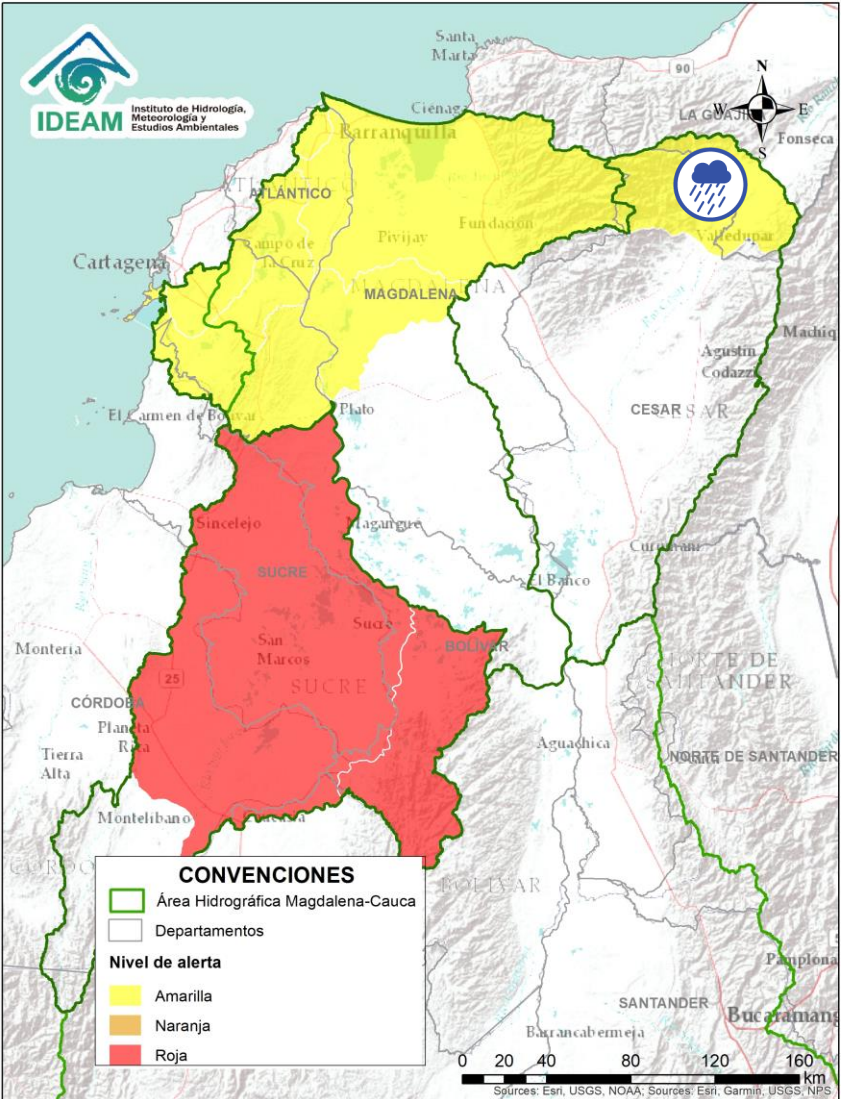 IDEAM
Instituto de Hidrología,
Meteorología y
Estudios Ambientales
Santa
Marta
90
N
W
E
S
Ciénaga
LA GUAJIRA
Fonseca
Barranquilla
ATLÁNTICO
Fundación
Valledupar
Pivijay
Campo de
la Cruz
Cartagena
MAGDALENA
MAGDALENA
Agustín
Codazzi
Machiq
CESAR
CESAR
El Carmen de Bolívar
Plato
Sincelejo
Magangué
Curumaní
SUCRE
El Banco
Sucre
BOLÍVAR
Montería
San
Marcos
SUCRE
25
NORTE DE
SANTANDER
CÓRDOBA
Planeta
Rica
Tierra
Alta
Aguachica
NORTE DE SANTANDER
Montelíbano
BOLÍVAR
CONVENCIONES
Área Hidrográfica Magdalena-Cauca
Departamentos
Nivel de alerta
Amarilla
Naranja
Roja
Pamplona
SANTANDER
Bucaramang
Barrancabermeja
0 20 40 80 120 160
km
Sources: Esri, USGS, NOAA; Sources: Esri, Garmin, USGS, NPS